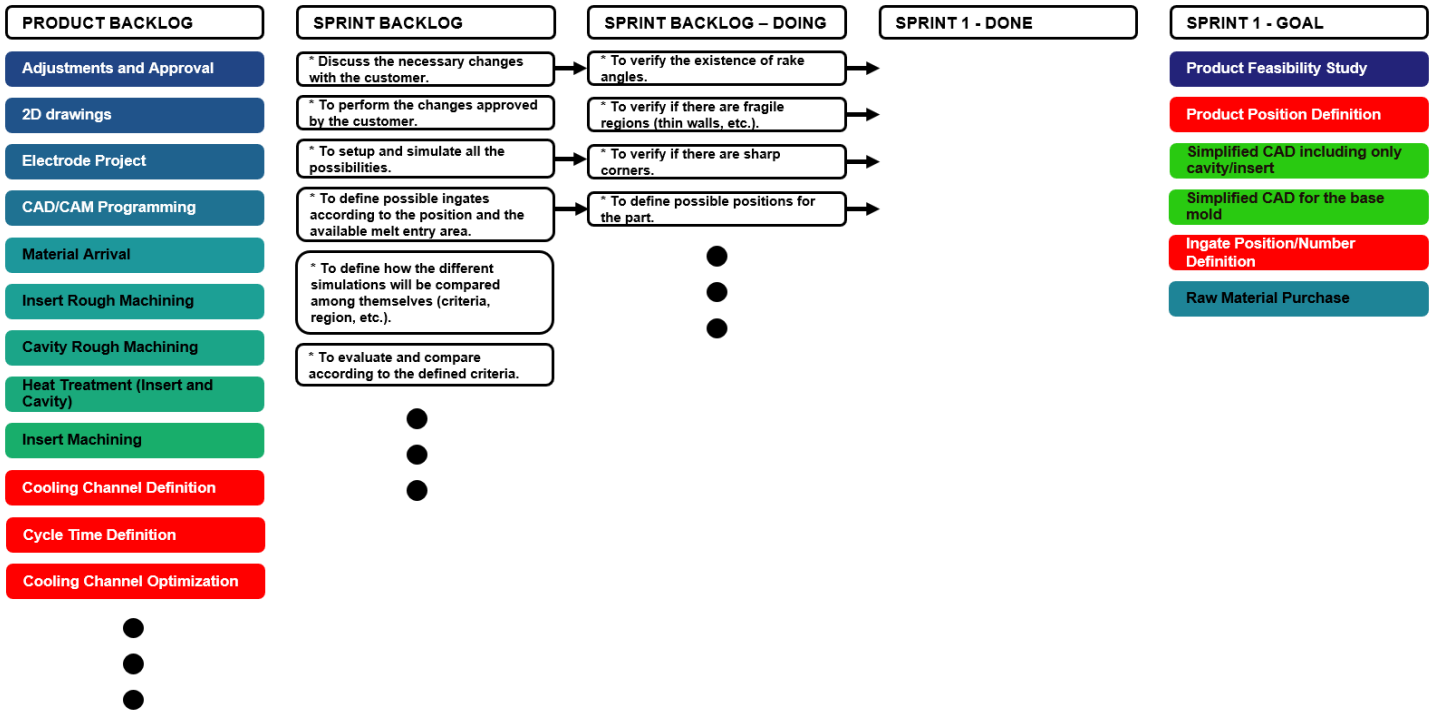 PRODUCT BACKLOG
Adjustments and Approval
2D drawings
Electrode Project
CAD/CAM Programming
Material Arrival
Insert Rough Machining
Cavity Rough Machining
Heat Treatment (Insert and
Cavity)
Insert Machining
Cooling Channel Definition
Cycle Time Definition
Cooling Channel Optimization
SPRINT BACKLOG
* Discuss the necessary changes
with the customer.
* To perform the changes approved
by the customer.
* To setup and simulate all the
possibilities.
* To define possible ingates
according to the position and the
available melt entry area.
* To define how the different
simulations will be compared
among themselves (criteria,
region, etc.).
* To evaluate and compare
according to the defined criteria.
SPRINT BACKLOG – DOING
* To verify the existence of rake
angles.
* To verify if there are fragile
regions (thin walls, etc.).
* To verify if there are sharp
corners.
* To define possible positions for
the part.
SPRINT 1 - DONE
SPRINT 1 - GOAL
Product Feasibility Study
Product Position Definition
Simplified CAD including only
cavity/insert
Simplified CAD for the base
mold
Ingate Position/Number
Definition
Raw Material Purchase